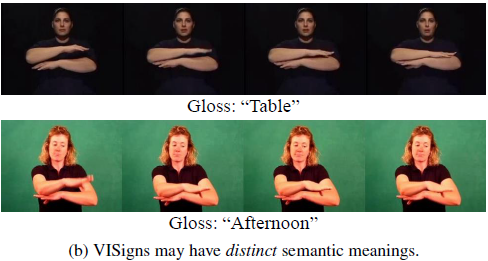 Gloss: “Table”
Gloss: “Afternoon”
(b) VISigns may have distinct semantic meanings.